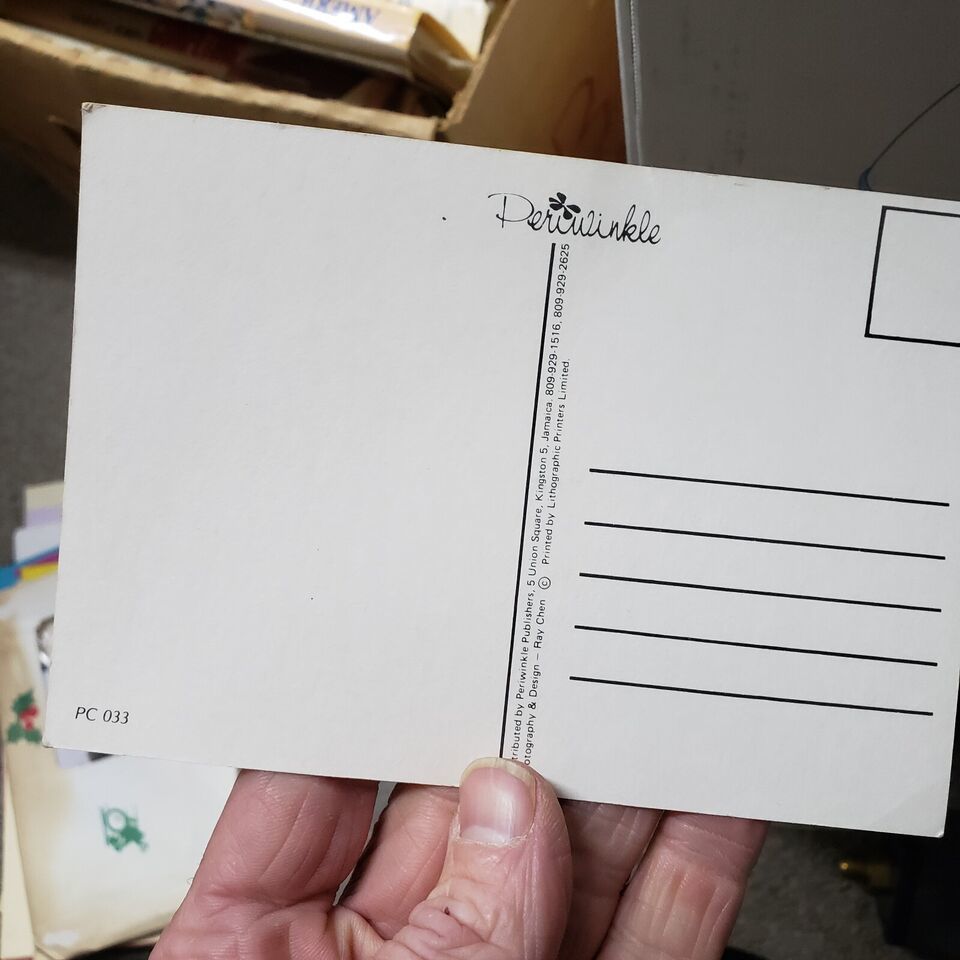 Periwinkle
tributed by Periwinkle Publishers, 5 Union Square, Kingston 5, Jamaica. 809-929-1516, 809-929-2625
otography & Design – Ray Chen © Printed by Lithographic Printers Limited.
PC 033